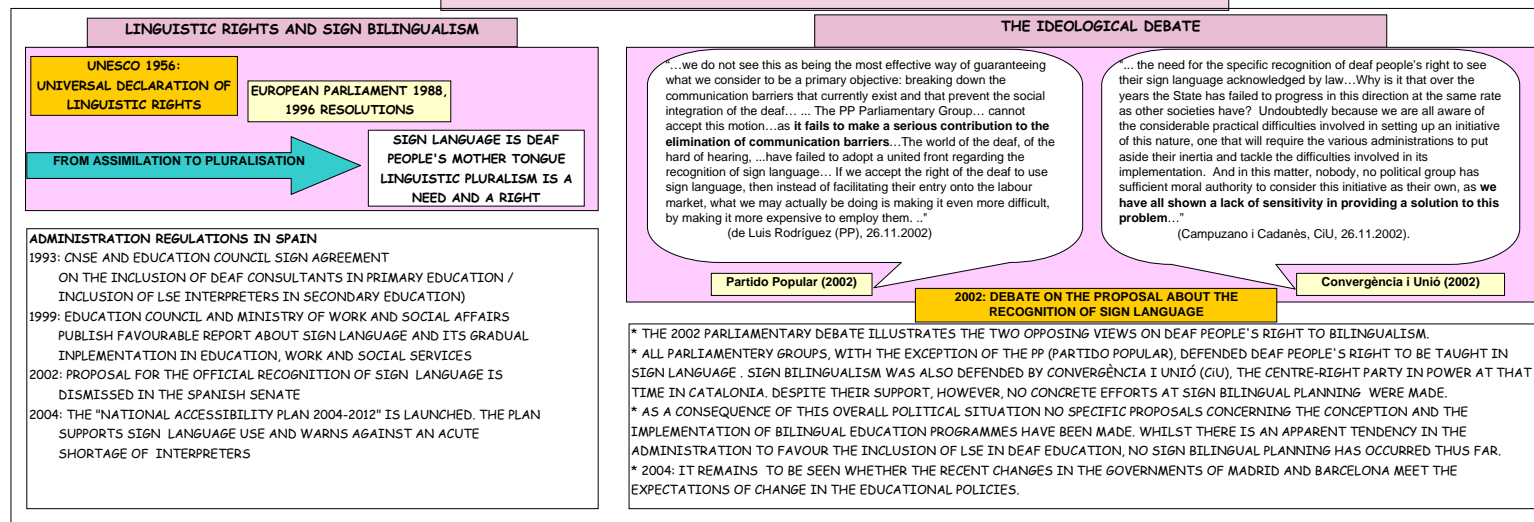 LINGUISTIC RIGHTS AND SIGN BILINGUALISM
UNESCO 1956:
UNIVERSAL DECLARATION OF
LINGUISTIC RIGHTS
EUROPEAN PARLIAMENT 1988,
1996 RESOLUTIONS
FROM ASSIMILATION TO PLURALISATION
SIGN LANGUAGE IS DEAF
PEOPLE'S MOTHER TONGUE
LINGUISTIC PLURALISM IS A
NEED AND A RIGHT
ADMINISTRATION REGULATIONS IN SPAIN
1993: CNSE AND EDUCATION COUNCIL SIGN AGREEMENT
ON THE INCLUSION OF DEAF CONSULTANTS IN PRIMARY EDUCATION /
INCLUSION OF LSE INTERPRETERS IN SECONDARY EDUCATION)
1999: EDUCATION COUNCIL AND MINISTRY OF WORK AND SOCIAL AFFAIRS
PUBLISH FAVOURABLE REPORT ABOUT SIGN LANGUAGE AND ITS GRADUAL
INPLEMENTATION IN EDUCATION, WORK AND SOCIAL SERVICES
2002: PROPOSAL FOR THE OFFICIAL RECOGNITION OF SIGN LANGUAGE IS
DISMISSED IN THE SPANISH SENATE
2004: THE "NATIONAL ACCESSIBILITY PLAN 2004-2012" IS LAUNCHED. THE PLAN
SUPPORTS SIGN LANGUAGE USE AND WARNS AGAINST AN ACUTE
SHORTAGE OF INTERPRETERS
THE IDEOLOGICAL DEBATE
"…we do not see this as being the most effective way of guaranteeing
what we consider to be a primary objective: breaking down the
communication barriers that currently exist and that prevent the social
integration of the deaf… ... The PP Parliamentary Group… cannot
accept this motion…as it fails to make a serious contribution to the
elimination of communication barriers…The world of the deaf, of the
hard of hearing, ...have failed to adopt a united front regarding the
recognition of sign language… If we accept the right of the deaf to use
sign language, then instead of facilitating their entry onto the labour
market, what we may actually be doing is making it even more difficult,
by making it more expensive to employ them. .."
(de Luis Rodríguez (PP), 26.11.2002)
Partido Popular (2002)
"... the need for the specific recognition of deaf people's right to see
their sign language acknowledged by law…Why is it that over the
years the State has failed to progress in this direction at the same rate
as other societies have? Undoubtedly because we are all aware of
the considerable practical difficulties involved in setting up an initiative
of this nature, one that will require the various administrations to put
aside their inertia and tackle the difficulties involved in its
implementation. And in this matter, nobody, no political group has
sufficient moral authority to consider this initiative as their own, as we
have all shown a lack of sensitivity in providing a solution to this
problem…"
(Campuzano i Cadanès, CiU, 26.11.2002).
Convergència i Unió (2002)
2002: DEBATE ON THE PROPOSAL ABOUT THE
RECOGNITION OF SIGN LANGUAGE
* THE 2002 PARLIAMENTARY DEBATE ILLUSTRATES THE TWO OPPOSING VIEWS ON DEAF PEOPLE'S RIGHT TO BILINGUALISM.
* ALL PARLIAMENTERY GROUPS, WITH THE EXCEPTION OF THE PP (PARTIDO POPULAR), DEFENDED DEAF PEOPLE'S RIGHT TO BE TAUGHT IN
SIGN LANGUAGE . SIGN BILINGUALISM WAS ALSO DEFENDED BY CONVERGÈNCIA I UNIÓ (CiU), THE CENTRE-RIGHT PARTY IN POWER AT THAT
TIME IN CATALONIA. DESPITE THEIR SUPPORT, HOWEVER, NO CONCRETE EFFORTS AT SIGN BILINGUAL PLANNING WERE MADE.
* AS A CONSEQUENCE OF THIS OVERALL POLITICAL SITUATION NO SPECIFIC PROPOSALS CONCERNING THE CONCEPTION AND THE
IMPLEMENTATION OF BILINGUAL EDUCATION PROGRAMMES HAVE BEEN MADE. WHILST THERE IS AN APPARENT TENDENCY IN THE
ADMINISTRATION TO FAVOUR THE INCLUSION OF LSE IN DEAF EDUCATION, NO SIGN BILINGUAL PLANNING HAS OCCURRED THUS FAR.
* 2004: IT REMAINS TO BE SEEN WHETHER THE RECENT CHANGES IN THE GOVERNMENTS OF MADRID AND BARCELONA MEET THE
EXPECTATIONS OF CHANGE IN THE EDUCATIONAL POLICIES.